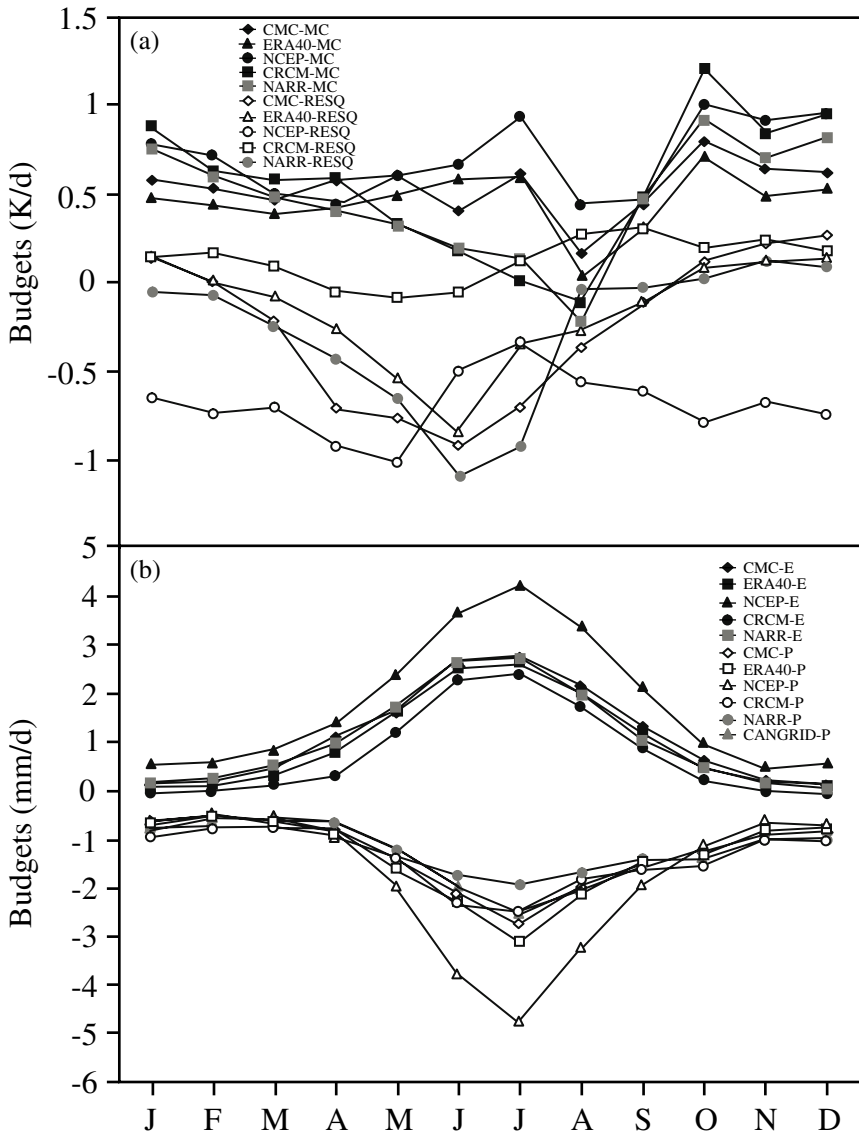 (a)
CMC-MC
ERA40-MC
NCEP-MC
CRCM-MC
NARR-MC
CMC-RESQ
ERA40-RESQ
NCEP-RESQ
CRCM-RESQ
NARR-RESQ
1.5
1
0.5
0
-0.5
-1
Budgets (K/d)
(b)
CMC-E
ERA40-E
NCEP-E
CRCM-E
NARR-E
CMC-P
ERA40-P
NCEP-P
CRCM-P
NARR-P
CANGRID-P
5
4
3
2
1
0
-1
-2
-3
-4
-5
-6
Budgets (mm/d)
J F M A M J J A S O N D